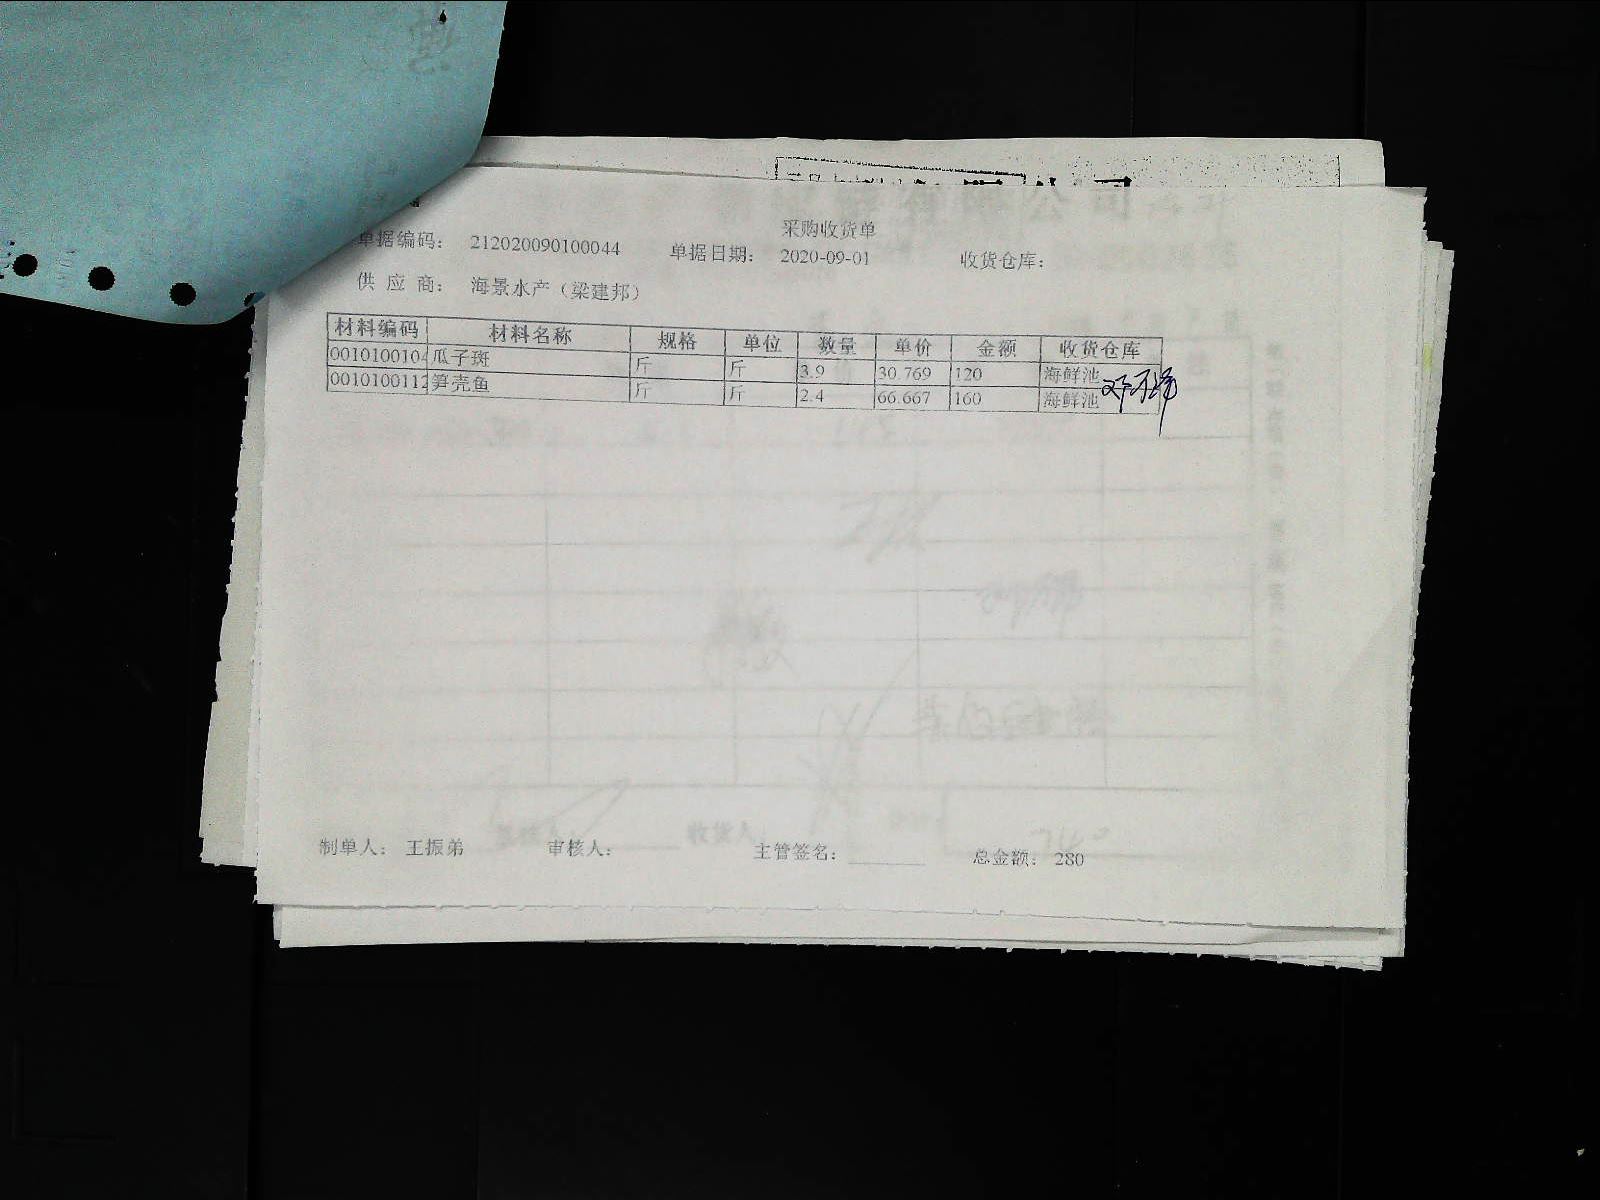 采购收货单
单据编码： 212020090100044 单据日期： 2020-09-01 收货仓库：
供 应 商： 海景水产（梁建邦）
材料编码 材料名称 规格 单位 数量 单价 金额 收货仓库
0010100104 瓜子斑 斤 斤 3.9 30.769 120 海鲜池
0010100112 笋壳鱼 斤 斤 2.4 66.667 160 海鲜池
制单人： 王振弟 审核人： 主管签名： 总金额： 280